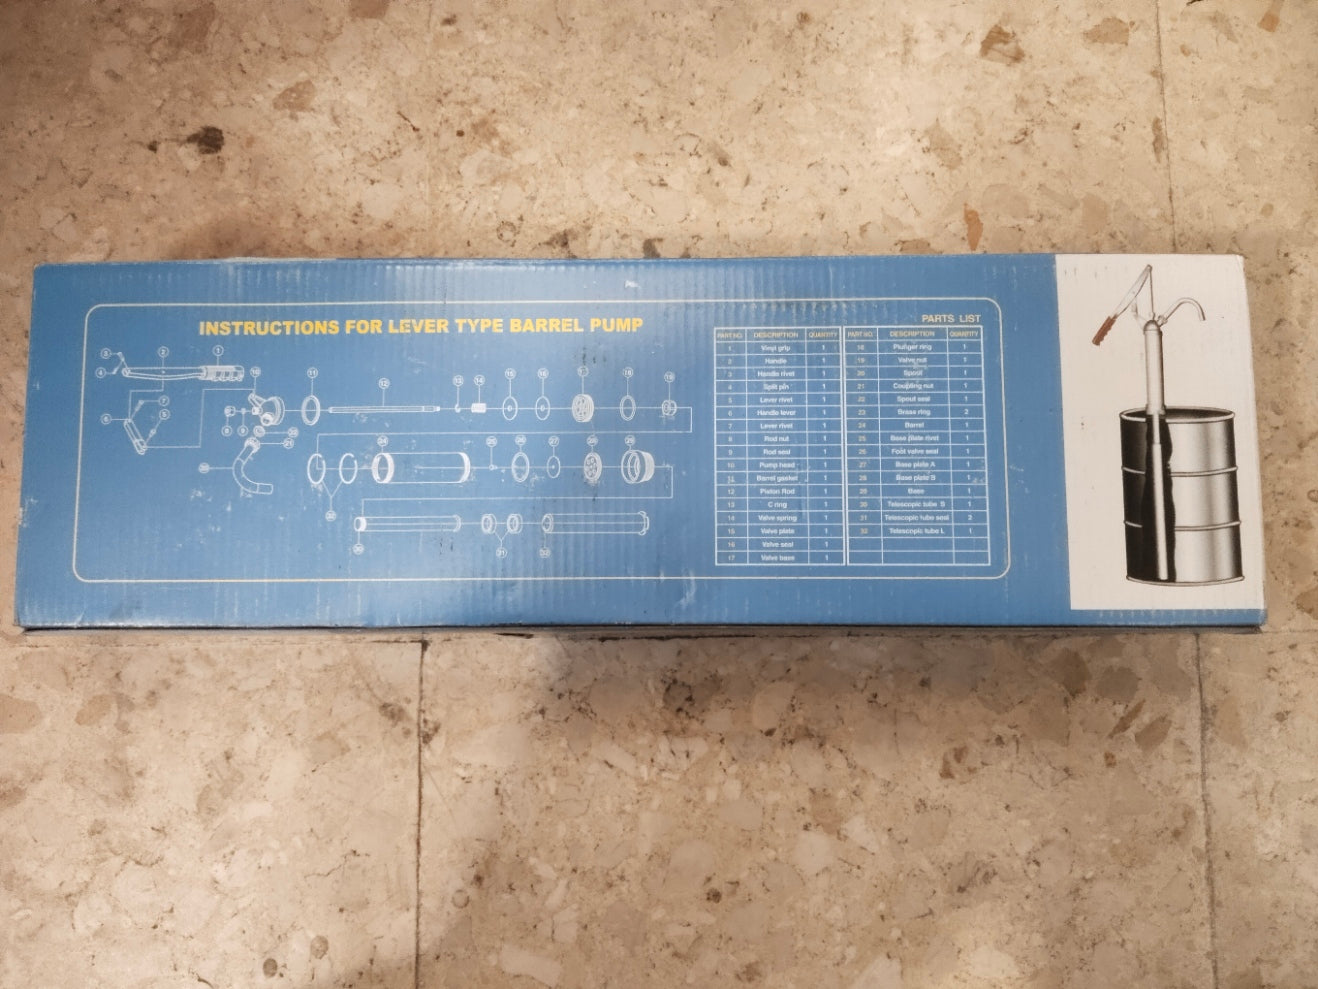 INSTRUCTIONS FOR LEVER TYPE BARREL PUMP
PARTS LIST
PART NO. DESCRIPTION QUANTITY
1 Vinyl grip 1
2 Handle 1
3 Handle rivet 1
4 Split pin 1
5 Lever rivet 1
6 Handle lever 1
7 Lever rivet 1
8 Rod nut 1
9 Rod seal 1
10 Pump head 1
11 Barrel gasket 1
12 Piston Rod 1
13 C ring 1
14 Valve spring 1
15 Valve plate 1
16 Valve seal 1
17 Valve base 1
PART NO. DESCRIPTION QUANTITY
18 Plunger ring 1
19 Valve nut 1
20 Spout 1
21 Coupling nut 1
22 Spout seal 1
23 Brass ring 2
24 Barrel 1
25 Base plate rivet 1
26 Foot valve seal 1
27 Base plate A 1
28 Base plate B 1
29 Base 1
30 Telescopic tube S 1
31 Telescopic tube seal 2
32 Telescopic tube L 1